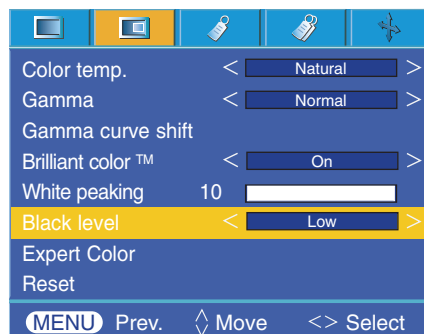 Color temp. < Natural >
Gamma < Normal >
Gamma curve shift
Brilliant color ™ < On >
White peaking 10
Black level < Low >
Expert Color
Reset
MENU Prev. Move <> Select